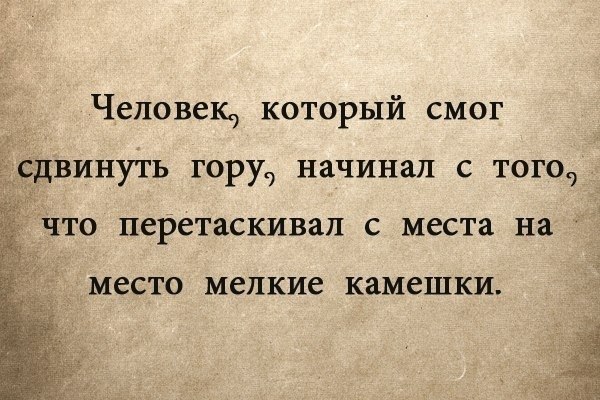 Человек, который смог
сдвинуть гору, начинал с того,
что перетаскивал с места на
место мелкие камешки.